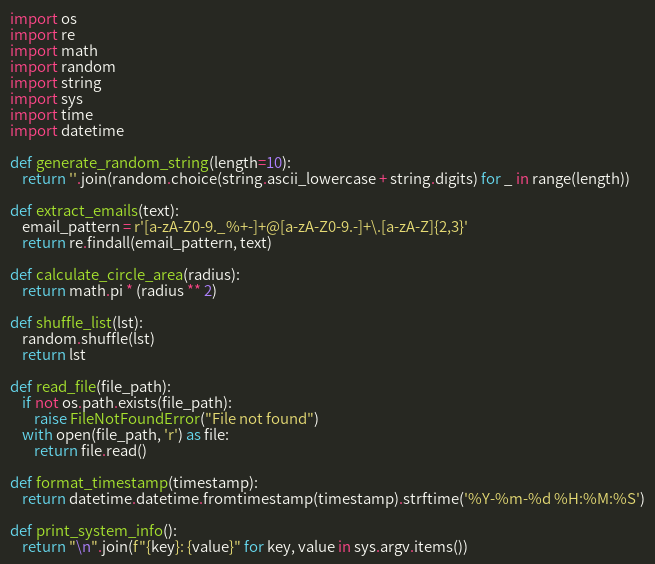 import os
import re
import math
import random
import string
import sys
import time
import datetime

def generate_random_string(length=10):
    return ''.join(random.choice(string.ascii_lowercase + string.digits) for _ in range(length))

def extract_emails(text):
    email_pattern = r'[a-zA-Z0-9._%+-]+@[a-zA-Z0-9.-]+\.[a-zA-Z]{2,3}'
    return re.findall(email_pattern, text)

def calculate_circle_area(radius):
    return math.pi * (radius ** 2)

def shuffle_list(lst):
    random.shuffle(lst)
    return lst

def read_file(file_path):
    if not os.path.exists(file_path):
        raise FileNotFoundError("File not found")
    with open(file_path, 'r') as file:
        return file.read()

def format_timestamp(timestamp):
    return datetime.datetime.fromtimestamp(timestamp).strftime('%Y-%m-%d %H:%M:%S')

def print_system_info():
    return "\n".join(f"{key}: {value}" for key, value in sys.argv.items())